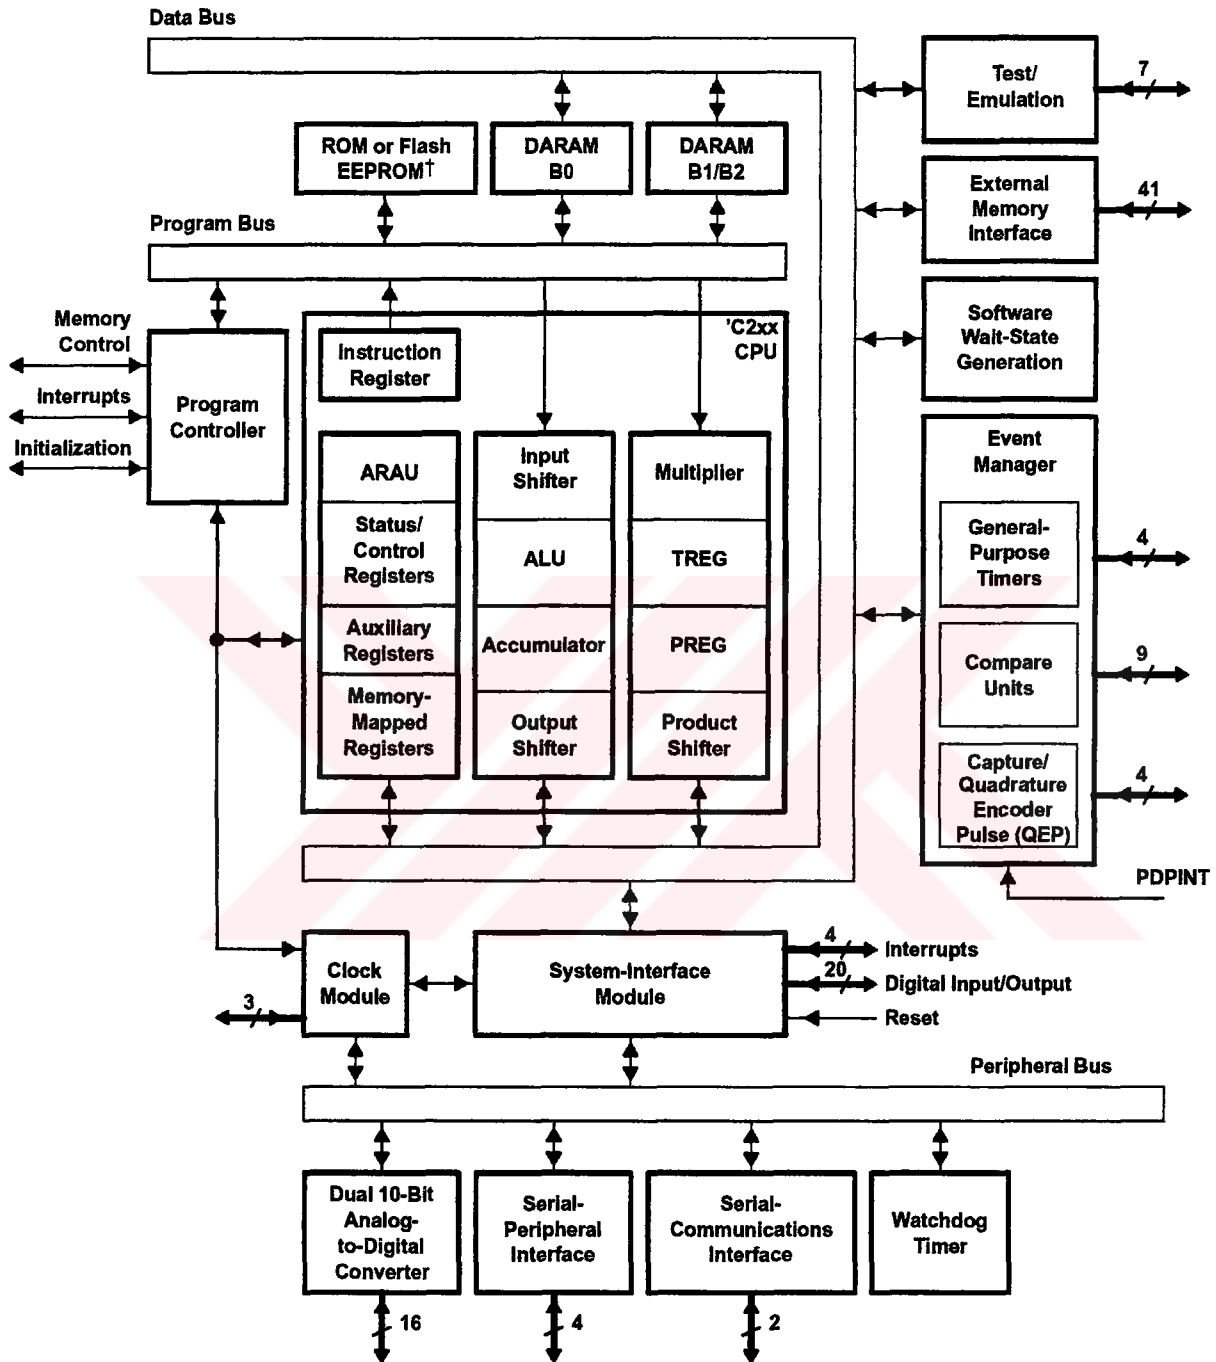 Data Bus
Test/
Emulation
7
ROM or Flash
EEPROM†
DARAM
B0
DARAM
B1/B2
External
Memory
Interface
41
Program Bus
Software
Wait-State
Generation
Memory
Control
Interrupts
Initialization
Program
Controller
'C2xx
CPU
Instruction
Register
ARAU
Status/
Control
Registers
Auxiliary
Registers
Memory-
Mapped
Registers
Input
Shifter
ALU
Accumulator
Output
Shifter
Multiplier
TREG
PREG
Product
Shifter
Event
Manager
General-
Purpose
Timers
4
Compare
Units
9
Capture/
Quadrature
Encoder
Pulse (QEP)
4
PDPINT
Clock
Module
3
System-Interface
Module
4
Interrupts
20
Digital Input/Output
Reset
Peripheral Bus
Dual 10-Bit
Analog-
to-Digital
Converter
16
Serial-
Peripheral
Interface
4
Serial-
Communications
Interface
2
Watchdog
Timer